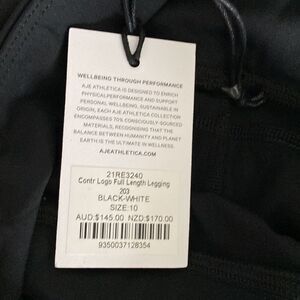 WELLBEING THROUGH PERFORMANCE
AJE ATHLETICA IS DESIGNED TO ENRICH
PHYSICAL PERFORMANCE AND SUPPORT
PERSONAL WELLBEING, SUSTAINABLE IN
ORIGIN, EACH AJE ATHLETICA COLLECTION
ENCOMPASSES 70% CONSCIOUSLY-SOURCED
MATERIALS, RECOGNISING THAT THE
BALANCE BETWEEN HUMANITY AND PLANET
EARTH IS THE ULTIMATE IN WELLNESS.
AJEATHLETICA.COM
21RE3240
Contr Logo Full Length Legging
203
BLACK-WHITE
SIZE:10
AUD:$145.00 NZD:$170.00
9350037128354